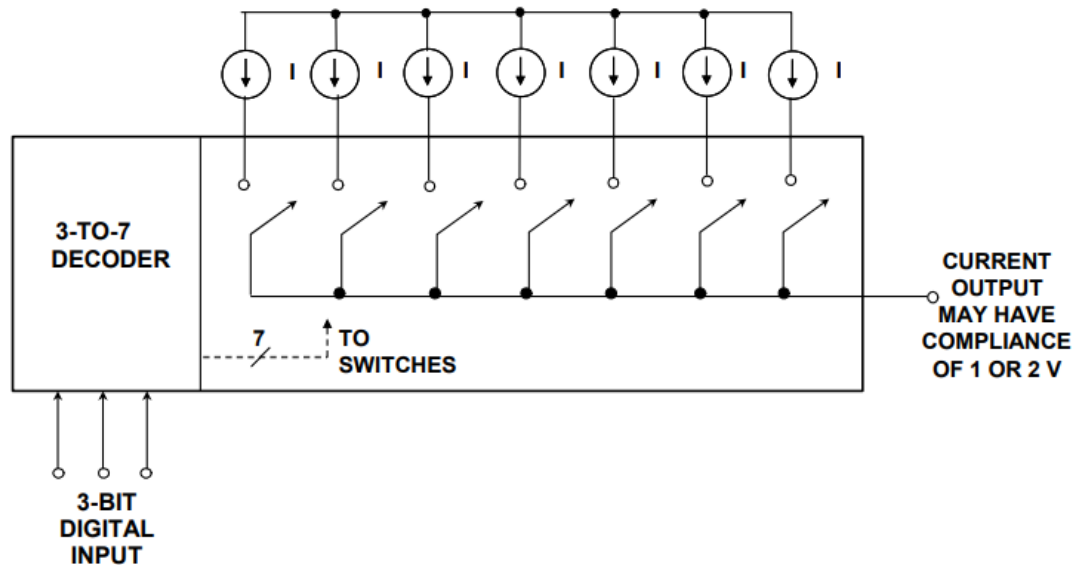 I I I I I I I
3-TO-7
DECODER
7
TO
SWITCHES
CURRENT
OUTPUT
MAY HAVE
COMPLIANCE
OF 1 OR 2 V
3-BIT
DIGITAL
INPUT